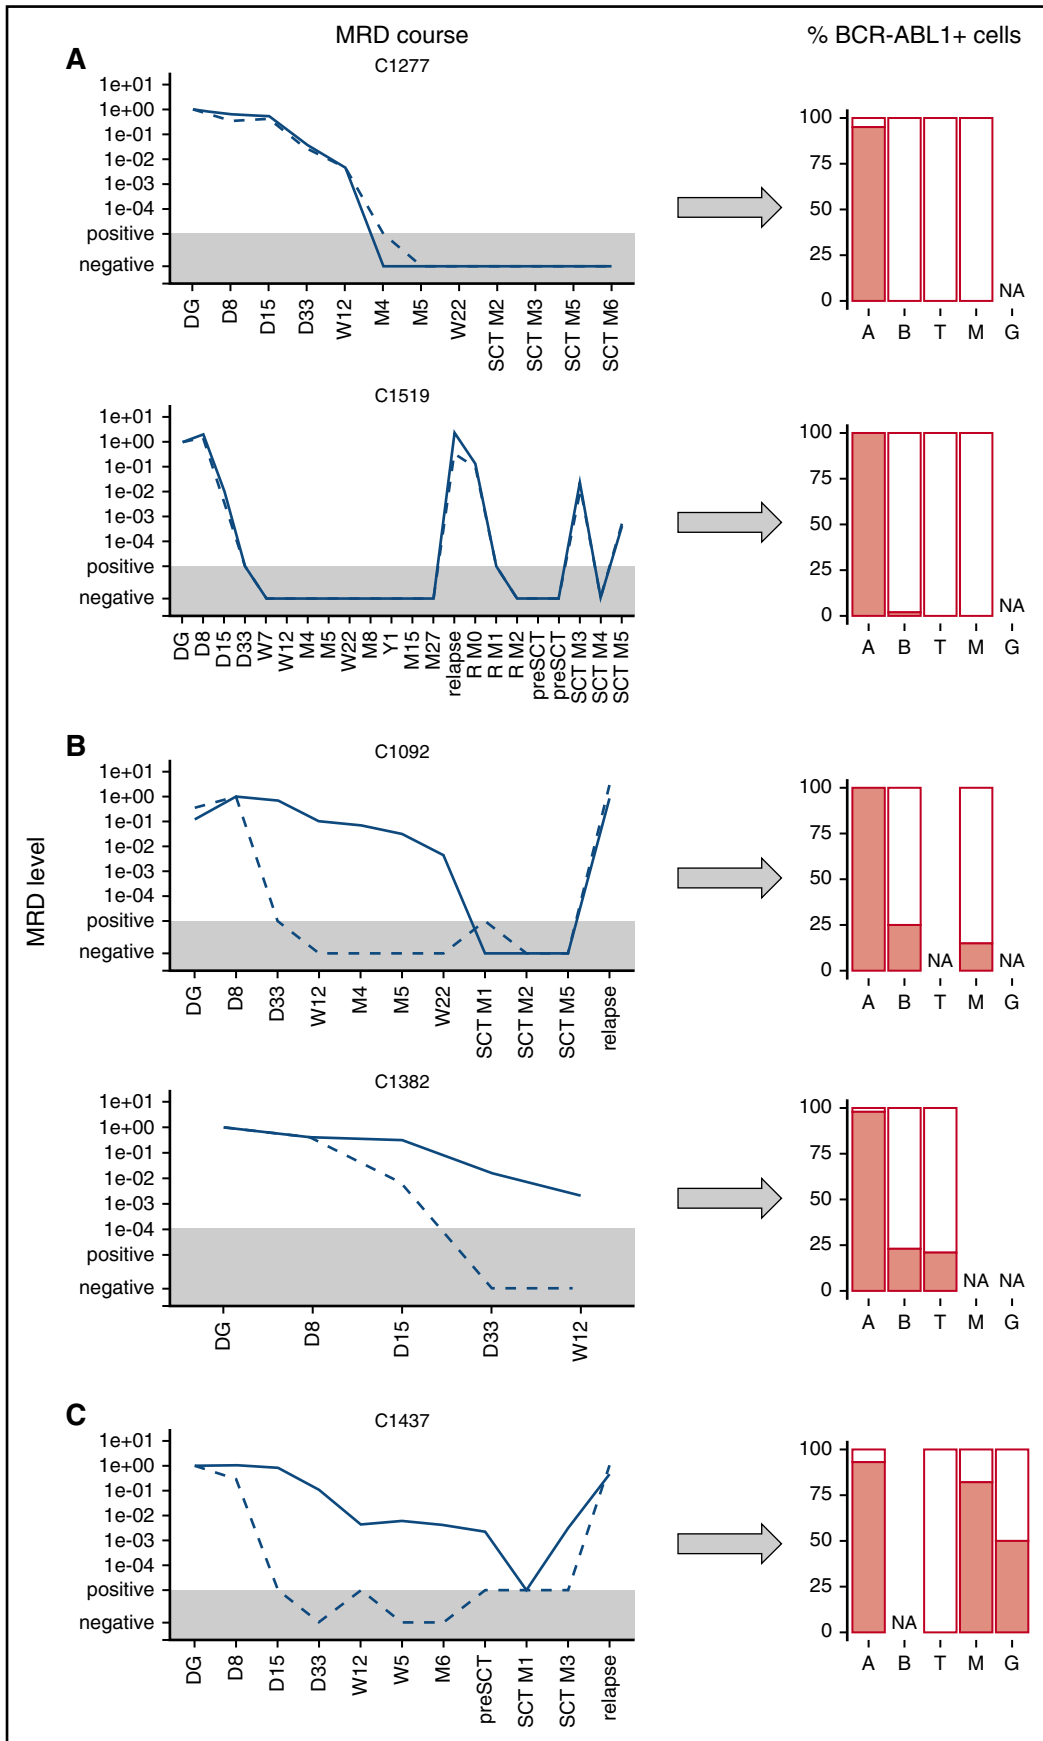 MRD course
% BCR-ABL1+ cells
A
C1277
1e+01
1e+00
1e-01
1e-02
1e-03
1e-04
positive
negative
DG D8 D15 D33 W12 M4 M5 W22 SCT M2 SCT M3 SCT M5 SCT M6
100
75
50
25
0
NA
A B T M G
C1519
1e+01
1e+00
1e-01
1e-02
1e-03
1e-04
positive
negative
DG D8 D15 D33 W7 W12 M4 M5 W22 M8 Y1 M15 M27 relapse R M0 R M1 R M2 preSCT preSCT SCT M3 SCT M4 SCT M5
100
75
50
25
0
NA
A B T M G
MRD level
B
C1092
1e+01
1e+00
1e-01
1e-02
1e-03
1e-04
positive
negative
DG D8 D33 W12 M4 M5 W22 SCT M1 SCT M2 SCT M5 relapse
100
75
50
25
0
NA NA
A B T M G
C1382
1e+01
1e+00
1e-01
1e-02
1e-03
1e-04
positive
negative
DG D8 D15 D33 W12
100
75
50
25
0
NA NA
A B T M G
C
C1437
1e+01
1e+00
1e-01
1e-02
1e-03
1e-04
positive
negative
DG D8 D15 D33 W12 W5 M6 preSCT SCT M1 SCT M3 relapse
100
75
50
25
0
NA
A B T M G